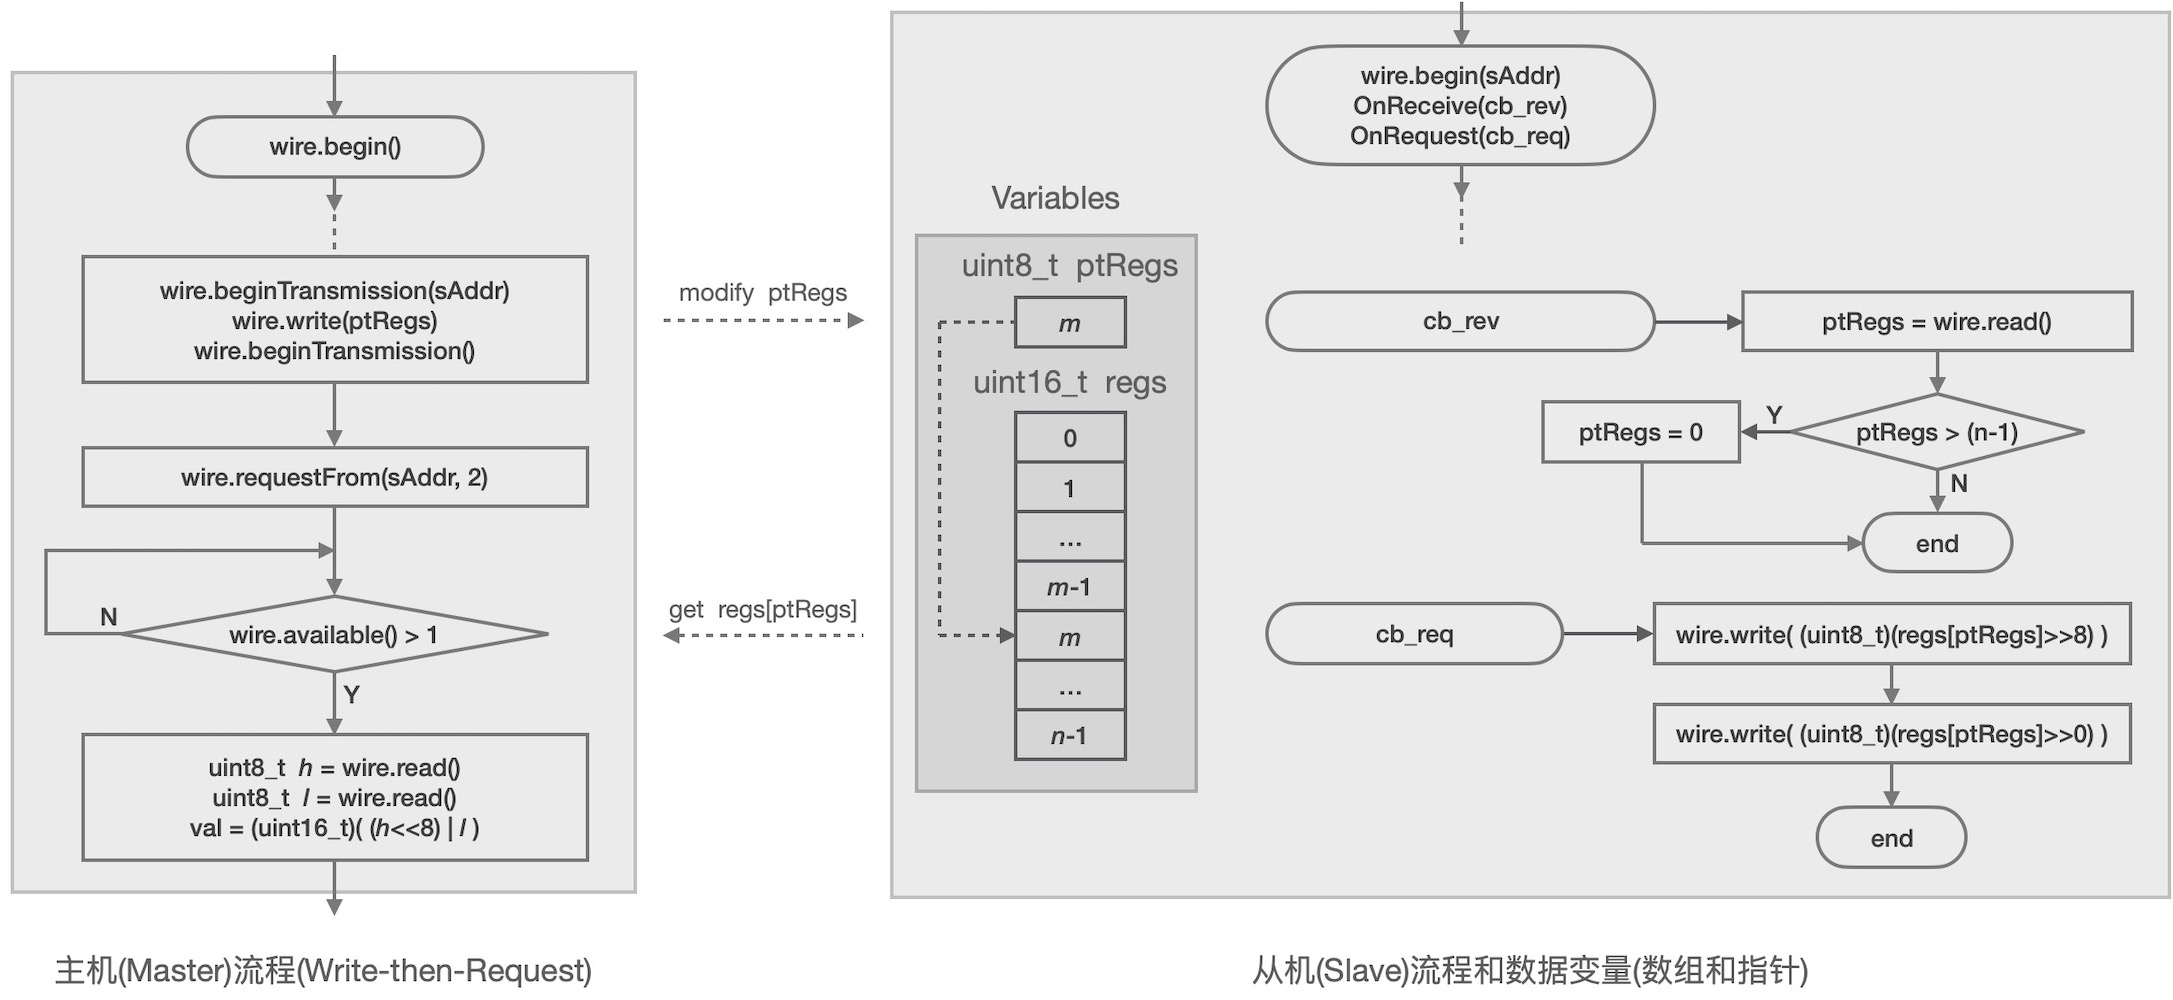 wire.begin()
wire.beginTransmission(sAddr)
wire.write(ptRegs)
wire.beginTransmission()
wire.requestFrom(sAddr, 2)
N
wire.available() > 1
Y
uint8_t h = wire.read()
uint8_t l = wire.read()
val = (uint16_t)( (h<<8) | l )
主机(Master)流程(Write-then-Request)
modify ptRegs
get regs[ptRegs]
Variables
uint8_t ptRegs
m
uint16_t regs
0
1
...
m-1
m
...
n-1
wire.begin(sAddr)
OnReceive(cb_rev)
OnRequest(cb_req)
cb_rev
ptRegs = wire.read()
ptRegs = 0
Y
ptRegs > (n-1)
N
end
cb_req
wire.write( (uint8_t)(regs[ptRegs]>>8) )
wire.write( (uint8_t)(regs[ptRegs]>>0) )
end
从机(Slave)流程和数据变量(数组和指针)